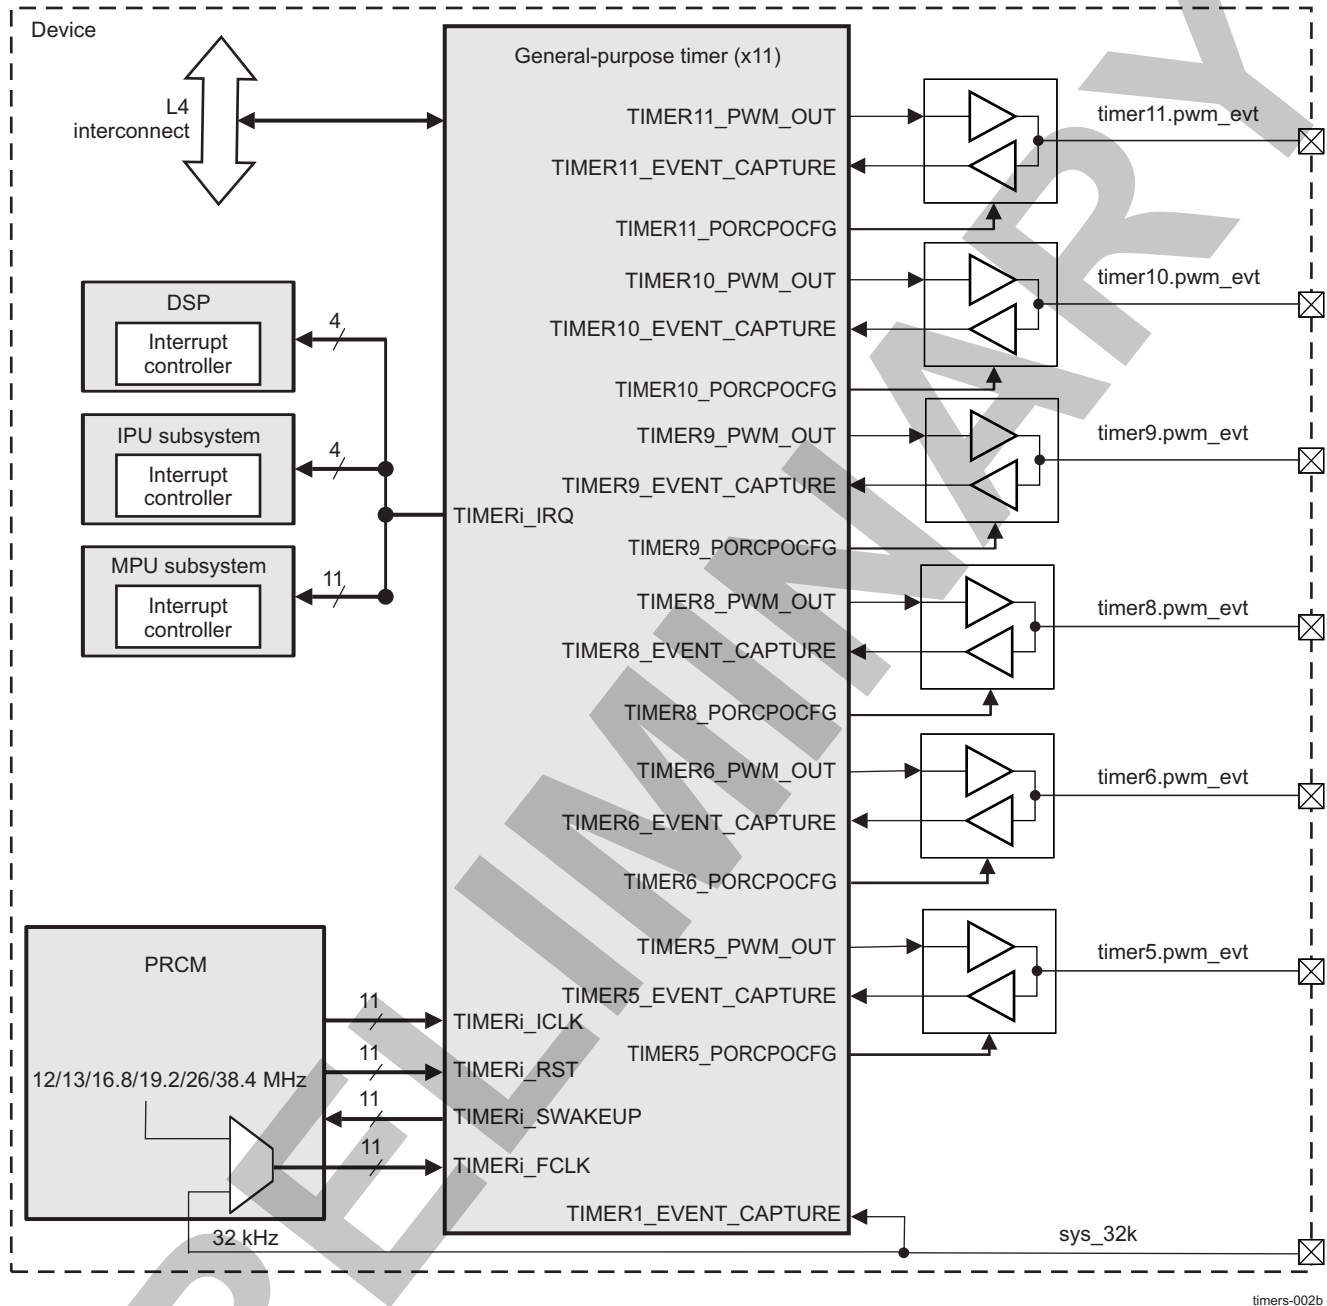 Device
General-purpose timer (x11)
L4
interconnect
TIMER11_PWM_OUT
timer11.pwm_evt
TIMER11_EVENT_CAPTURE
TIMER11_PORCPOCFG
TIMER10_PWM_OUT
timer10.pwm_evt
TIMER10_EVENT_CAPTURE
TIMER10_PORCPOCFG
DSP
Interrupt
controller
4
IPU subsystem
Interrupt
controller
4
MPU subsystem
Interrupt
controller
11
TIMERi_IRQ
TIMER9_PWM_OUT
timer9.pwm_evt
TIMER9_EVENT_CAPTURE
TIMER9_PORCPOCFG
TIMER8_PWM_OUT
timer8.pwm_evt
TIMER8_EVENT_CAPTURE
TIMER8_PORCPOCFG
TIMER6_PWM_OUT
timer6.pwm_evt
TIMER6_EVENT_CAPTURE
TIMER6_PORCPOCFG
TIMER5_PWM_OUT
timer5.pwm_evt
TIMER5_EVENT_CAPTURE
TIMER5_PORCPOCFG
PRCM
12/13/16.8/19.2/26/38.4 MHz
11
TIMERi_ICLK
11
TIMERi_RST
11
TIMERi_SWAKEUP
11
TIMERi_FCLK
TIMER1_EVENT_CAPTURE
32 kHz
sys_32k
timers-002b
PRELIMINARY